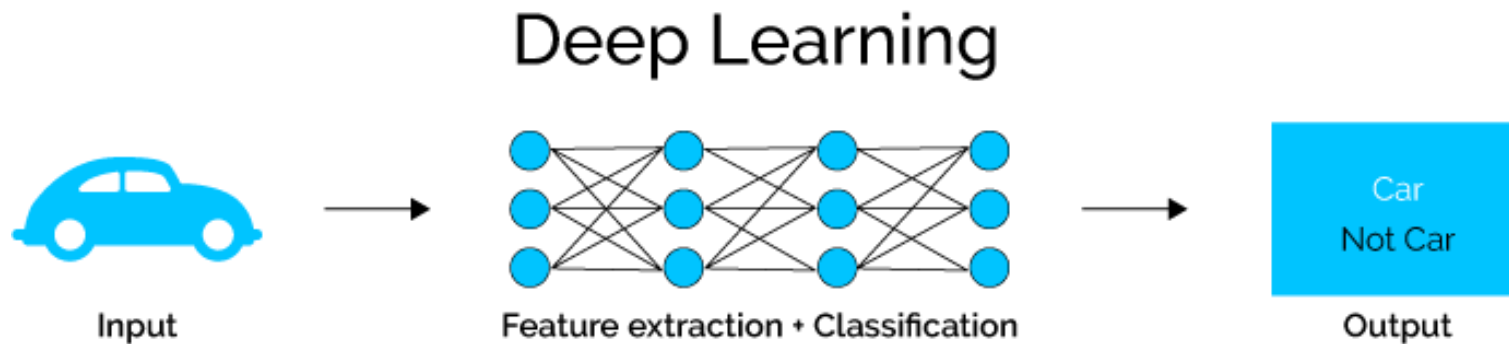 Deep Learning
Car
Not Car
Input
Feature extraction + Classification
Output